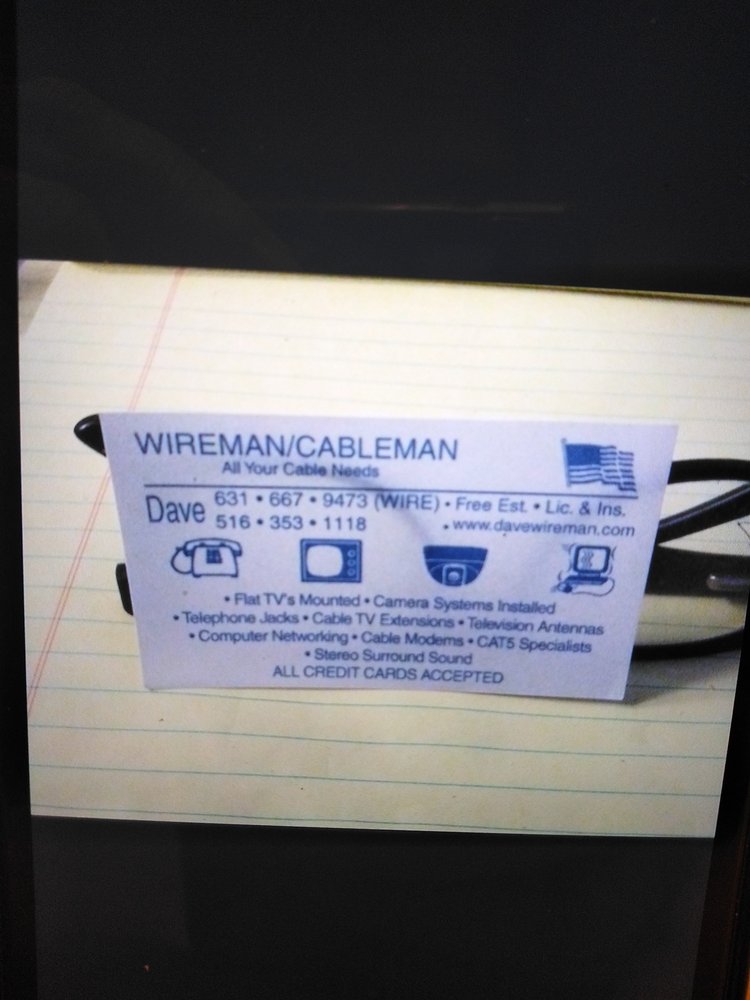 WIREMAN/CABLEMAN
All Your Cable Needs
Dave 631 • 667 • 9473 (WIRE) • Free Est. • Lic. & Ins.
516 • 353 • 1118 • www.davewireman.com
• Flat TV's Mounted • Camera Systems Installed
• Telephone Jacks • Cable TV Extensions • Television Antennas
• Computer Networking • Cable Modems • CAT5 Specialists
• Stereo Surround Sound
ALL CREDIT CARDS ACCEPTED